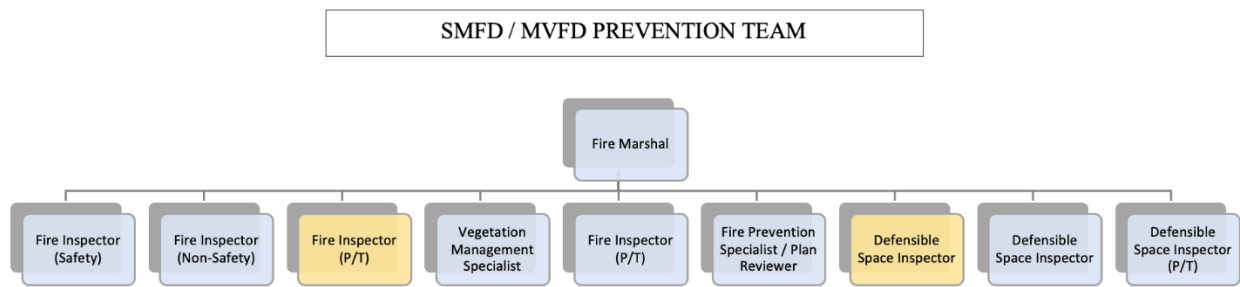 SMFD / MVFD PREVENTION TEAM
Fire Marshal
Fire Inspector
(Safety)
Fire Inspector
(Non-Safety)
Fire Inspector
(P/T)
Vegetation
Management
Specialist
Fire Inspector
(P/T)
Fire Prevention
Specialist / Plan
Reviewer
Defensible
Space Inspector
Defensible
Space Inspector
Defensible
Space Inspector
(P/T)